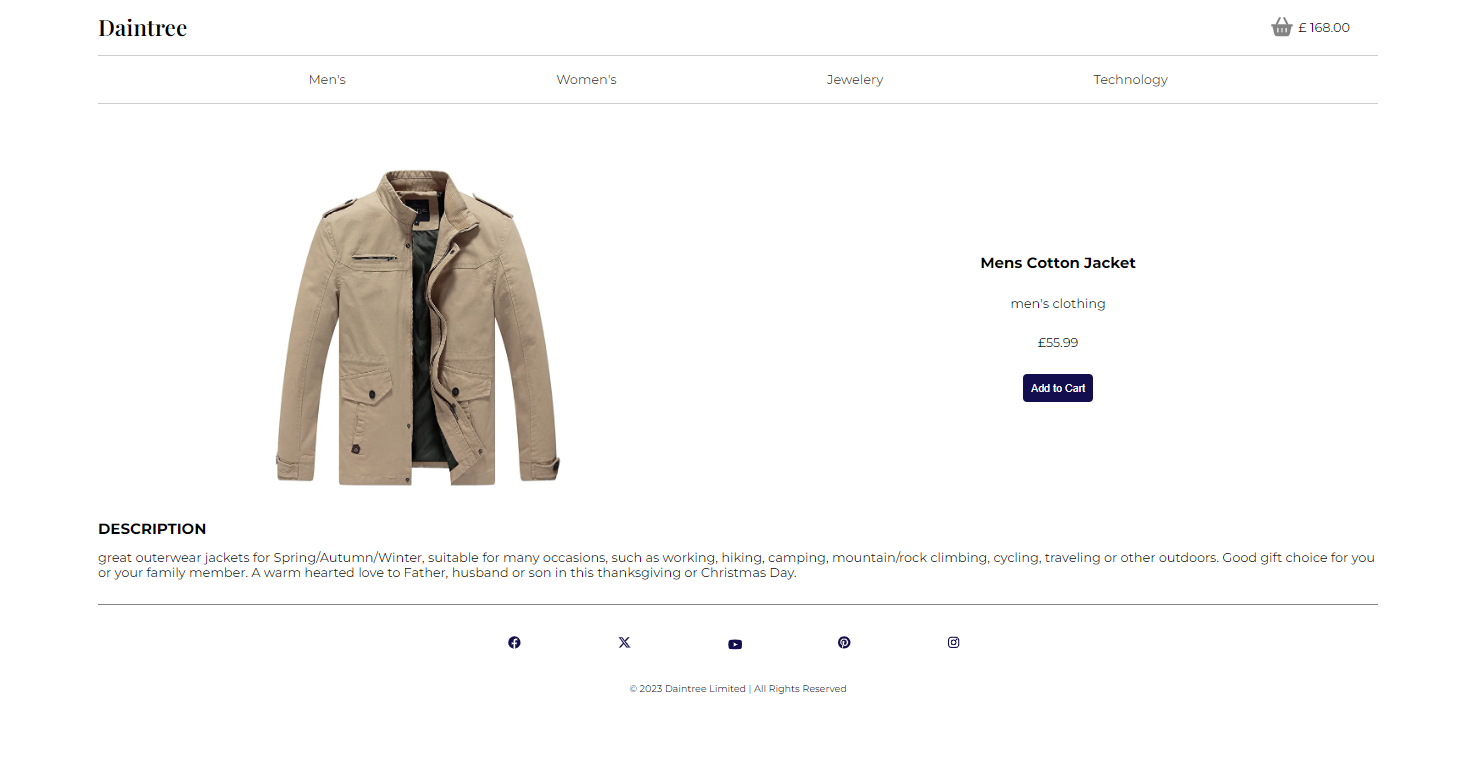 Daintree
£ 168.00
Men's
Women's
Jewelery
Technology
Mens Cotton Jacket
men's clothing
£55.99
Add to Cart
DESCRIPTION
great outerwear jackets for Spring/Autumn/Winter, suitable for many occasions, such as working, hiking, camping, mountain/rock climbing, cycling, traveling or other outdoors. Good gift choice for you
or your family member. A warm hearted love to Father, husband or son in this thanksgiving or Christmas Day.
© 2023 Daintree Limited | All Rights Reserved